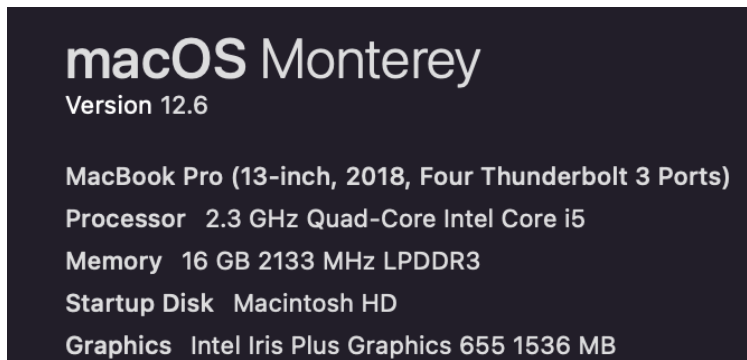 macOS Monterey
Version 12.6
MacBook Pro (13-inch, 2018, Four Thunderbolt 3 Ports)
Processor 2.3 GHz Quad-Core Intel Core i5
Memory 16 GB 2133 MHz LPDDR3
Startup Disk Macintosh HD
Graphics Intel Iris Plus Graphics 655 1536 MB